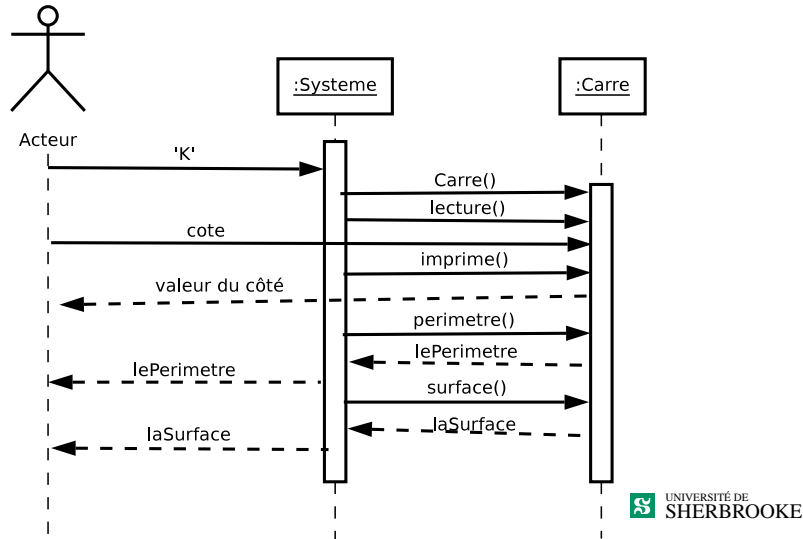 :Systeme
:Carre
Acteur
'K'
Carre()
lecture()
cote
imprime()
valeur du côté
perimetre()
lePerimetre
lePerimetre
surface()
laSurface
laSurface
UNIVERSITÉ DE
SHERBROOKE